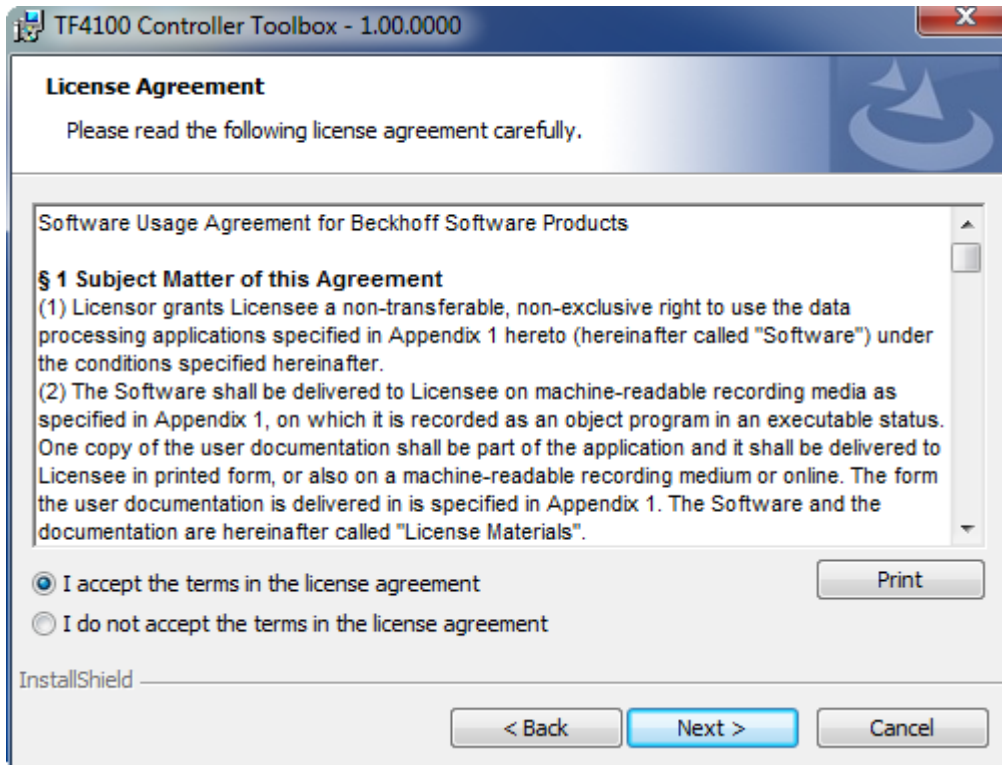 TF4100 Controller Toolbox - 1.00.0000
License Agreement
Please read the following license agreement carefully.
Software Usage Agreement for Beckhoff Software Products
§ 1 Subject Matter of this Agreement
(1) Licensor grants Licensee a non-transferable, non-exclusive right to use the data
processing applications specified in Appendix 1 hereto (hereinafter called "Software") under
the conditions specified hereinafter.
(2) The Software shall be delivered to Licensee on machine-readable recording media as
specified in Appendix 1, on which it is recorded as an object program in an executable status.
One copy of the user documentation shall be part of the application and it shall be delivered to
Licensee in printed form, or also on a machine-readable recording medium or online. The form
the user documentation is delivered in is specified in Appendix 1. The Software and the
documentation are hereinafter called "License Materials".
I accept the terms in the license agreement
Print
I do not accept the terms in the license agreement
InstallShield
< Back
Next >
Cancel